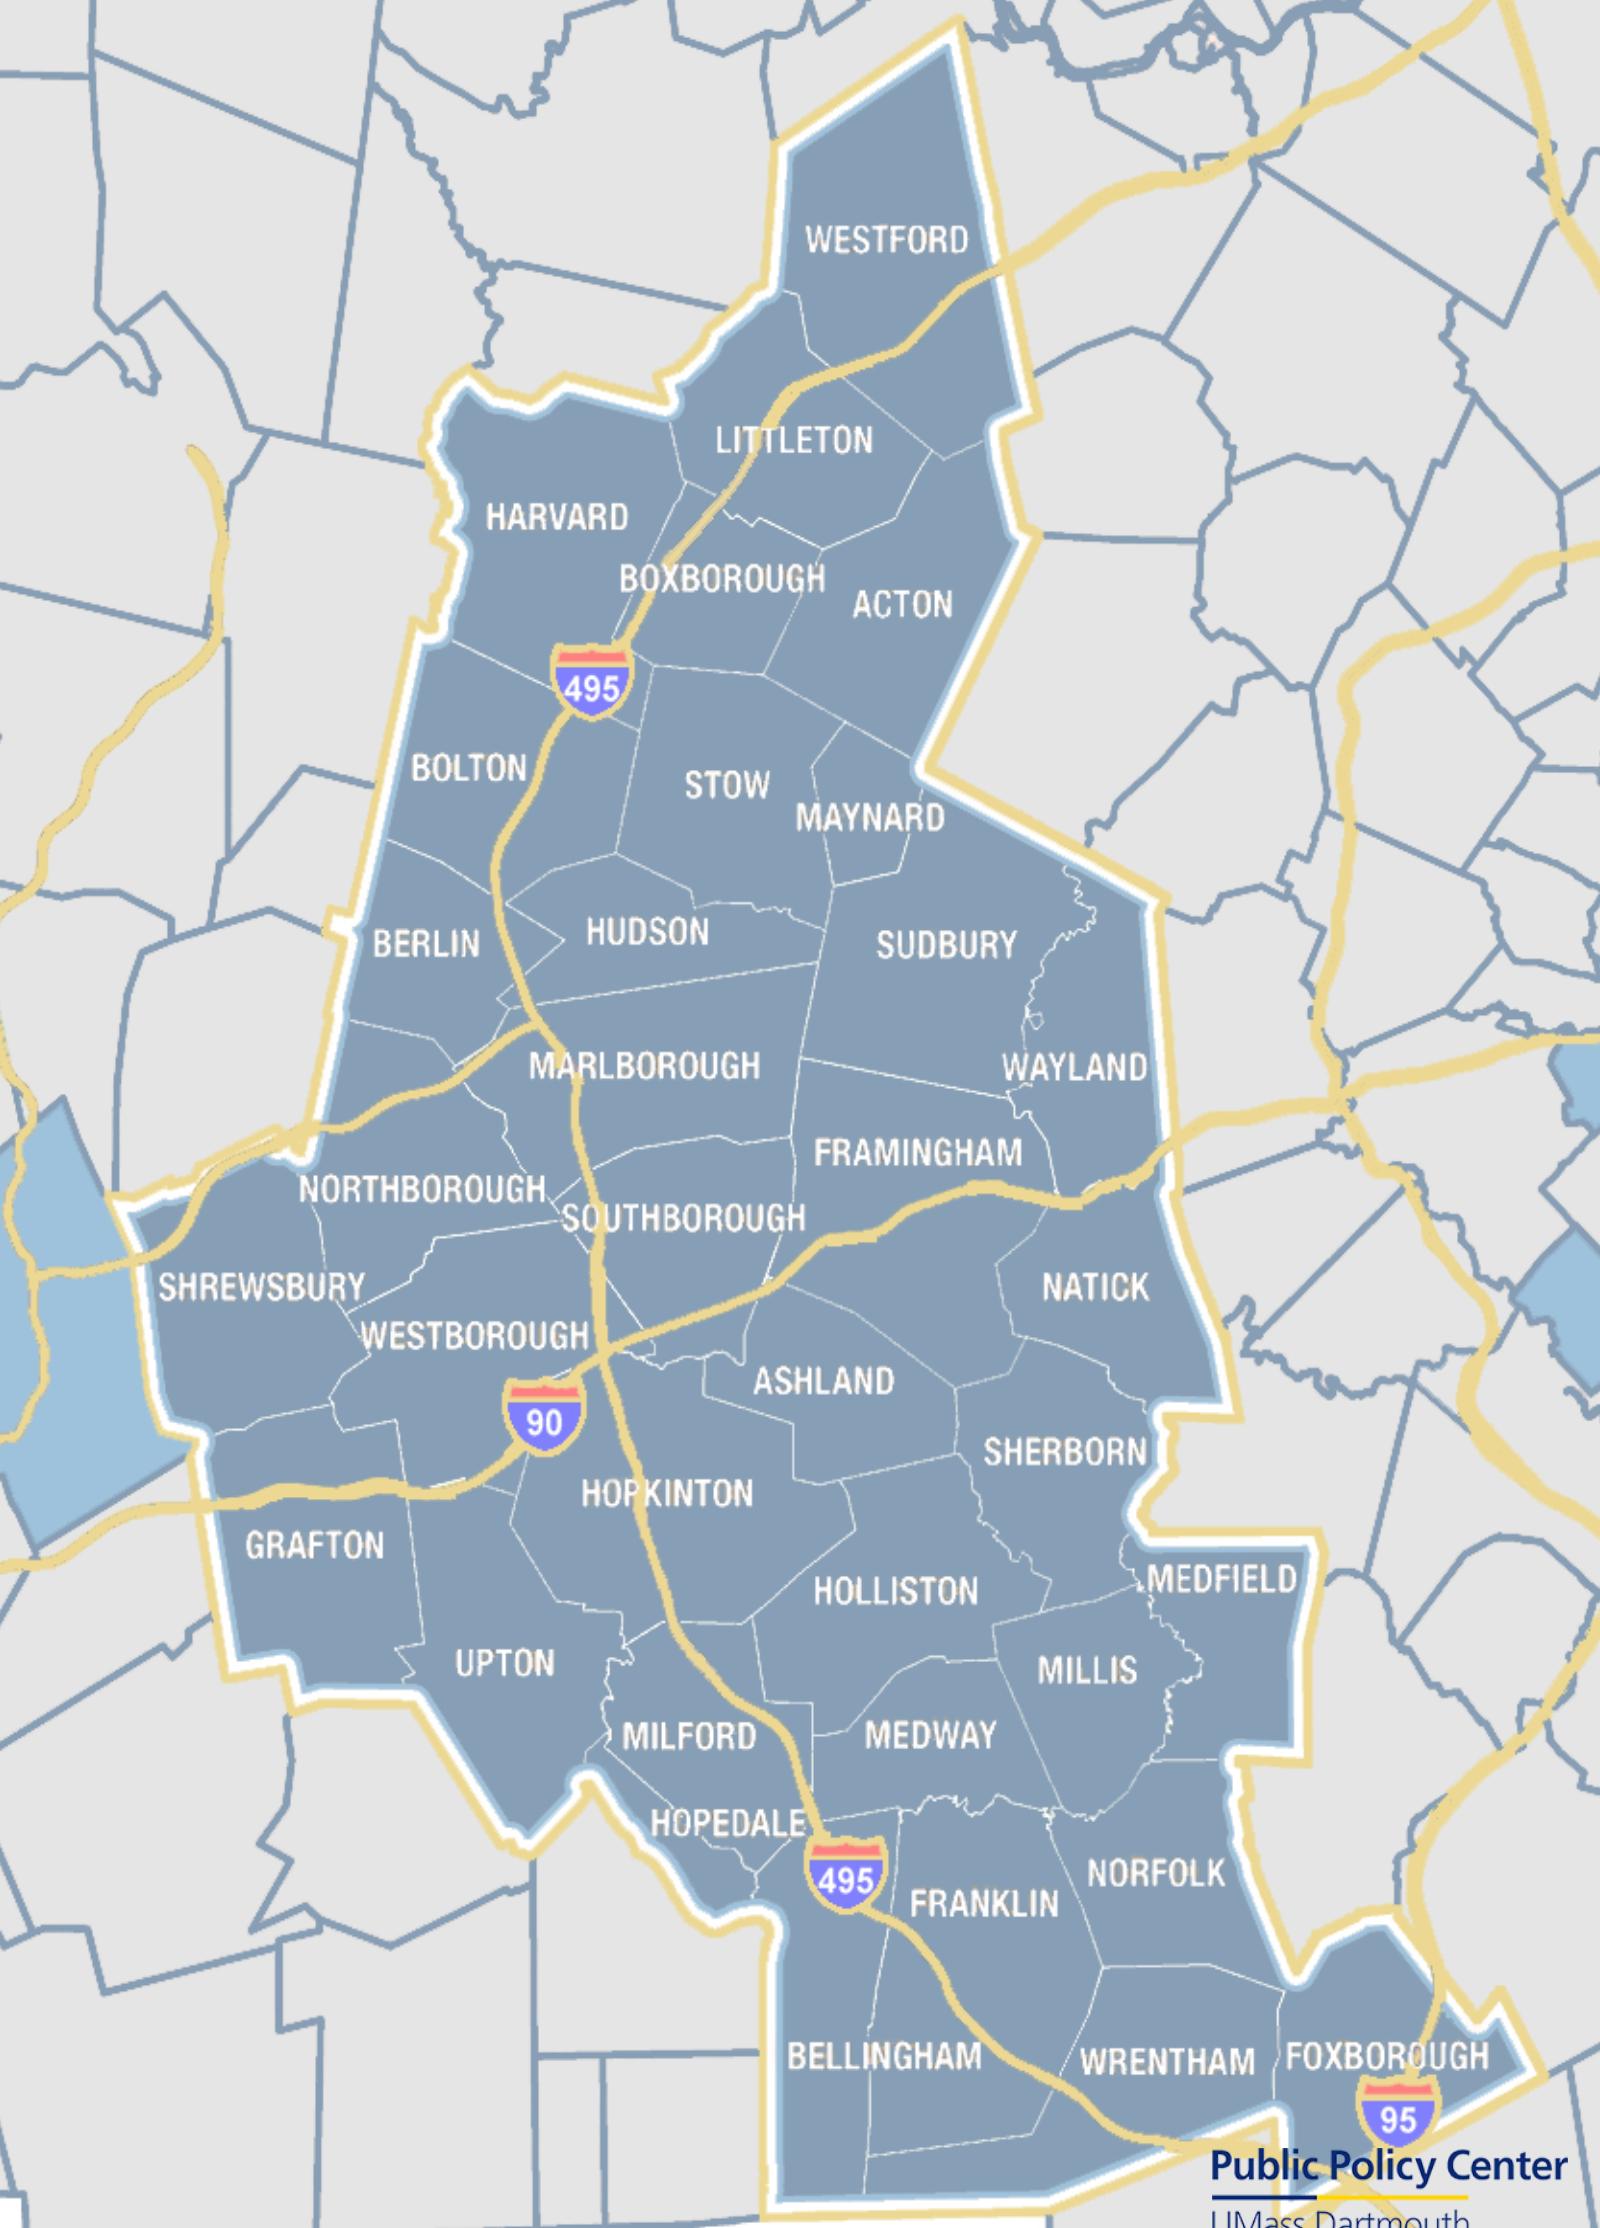 WESTFORD
LITTLETON
HARVARD
BOXBOROUGH
ACTON
495
BOLTON
STOW
MAYNARD
BERLIN
HUDSON
SUDBURY
MARLBOROUGH
WAYLAND
FRAMINGHAM
NORTHBOROUGH
SOUTHBOROUGH
SHREWSBURY
NATICK
WESTBOROUGH
ASHLAND
90
SHERBORN
HOPKINTON
GRAFTON
HOLLISTON
MEDFIELD
UPTON
MILLIS
MILFORD
MEDWAY
HOPEDALE
495
NORFOLK
FRANKLIN
BELLINGHAM
WRENTHAM
FOXBOROUGH
95
Public Policy Center
UMass Dartmouth